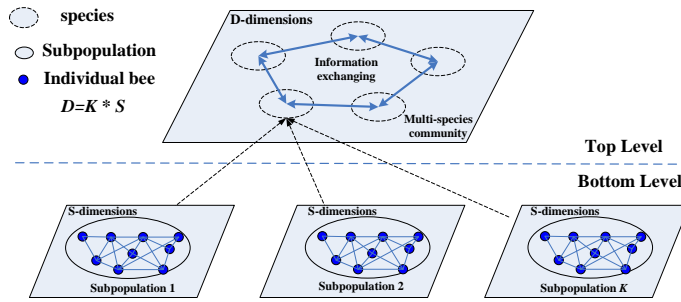 species
Subpopulation
Individual bee
D=K * S
D-dimensions
Information
exchanging
Multi-species
community
Top Level
Bottom Level
S-dimensions
Subpopulation 1
S-dimensions
Subpopulation 2
S-dimensions
Subpopulation K